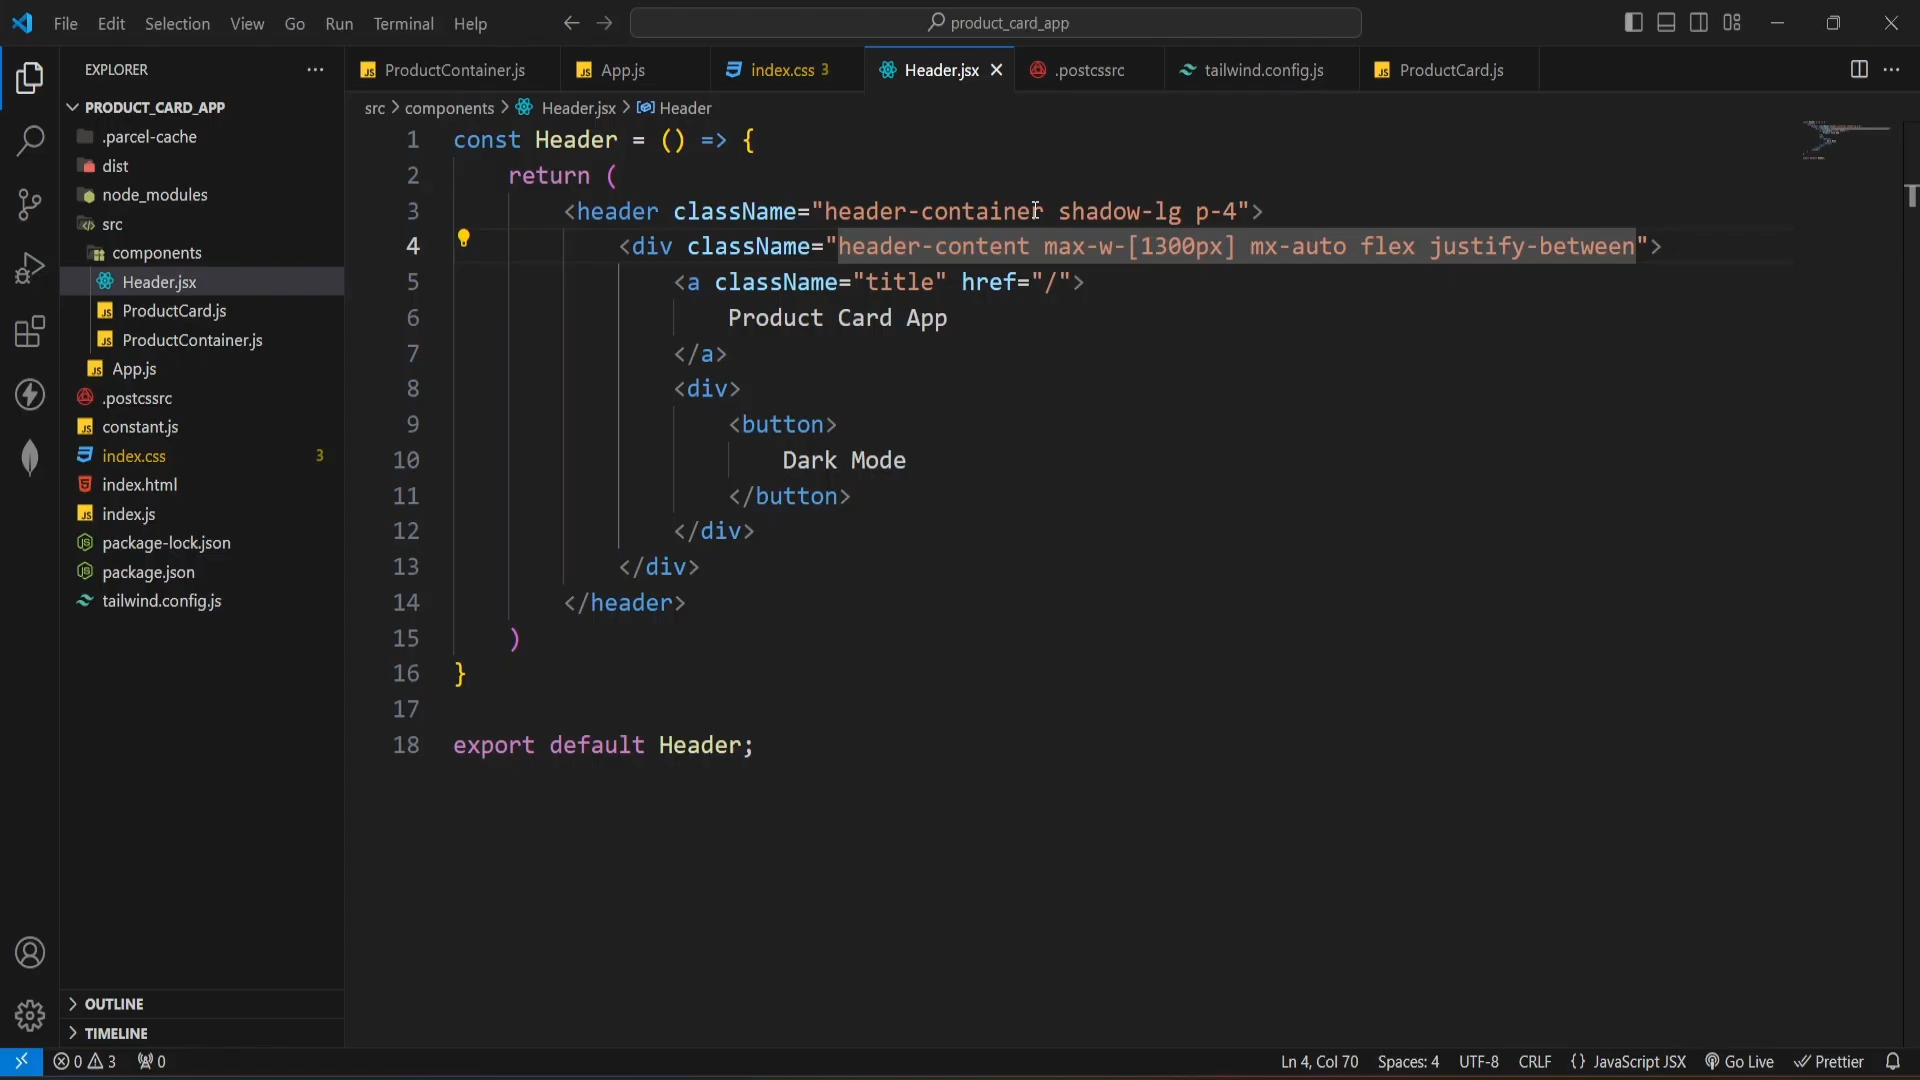 File Edit Selection View Go Run Terminal Help
product_card_app
EXPLORER
PRODUCT_CARD_APP
.parcel-cache
dist
node_modules
src
components
Header.jsx
ProductCard.js
ProductContainer.js
App.js
.postcssrc
constant.js
index.css 3
index.html
index.js
package-lock.json
package.json
tailwind.config.js
OUTLINE
TIMELINE
ProductContainer.js App.js index.css 3 Header.jsx .postcssrc tailwind.config.js ProductCard.js
src > components > Header.jsx > Header
1 const Header = () => {
2 return (
3 <header className="header-container shadow-lg p-4">
4 <div className="header-content max-w-[1300px] mx-auto flex justify-between">
5 <a className="title" href="/">
6 Product Card App
7 </a>
8 <div>
9 <button>
10 Dark Mode
11 </button>
12 </div>
13 </div>
14 </header>
15 )
16 }
17
18 export default Header;
0 3 0 Ln 4, Col 70 Spaces: 4 UTF-8 CRLF {} JavaScript JSX Go Live Prettier